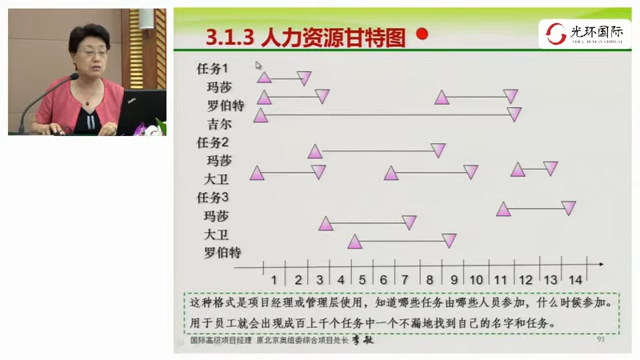 3.1.3 人力资源甘特图
光环国际
任务1
玛莎
罗伯特
吉尔
任务2
玛莎
大卫
任务3
玛莎
大卫
罗伯特
1 2 3 4 5 6 7 8 9 10 11 12 13 14
这种格式是项目经理或管理层使用，知道哪些任务由哪些人员参加，什么时候参加。
用于员工就会出现成百上千个任务中一个不漏地找到自己的名字和任务。
国际高级项目经理 原北京奥组委综合项目处长 李敏
91